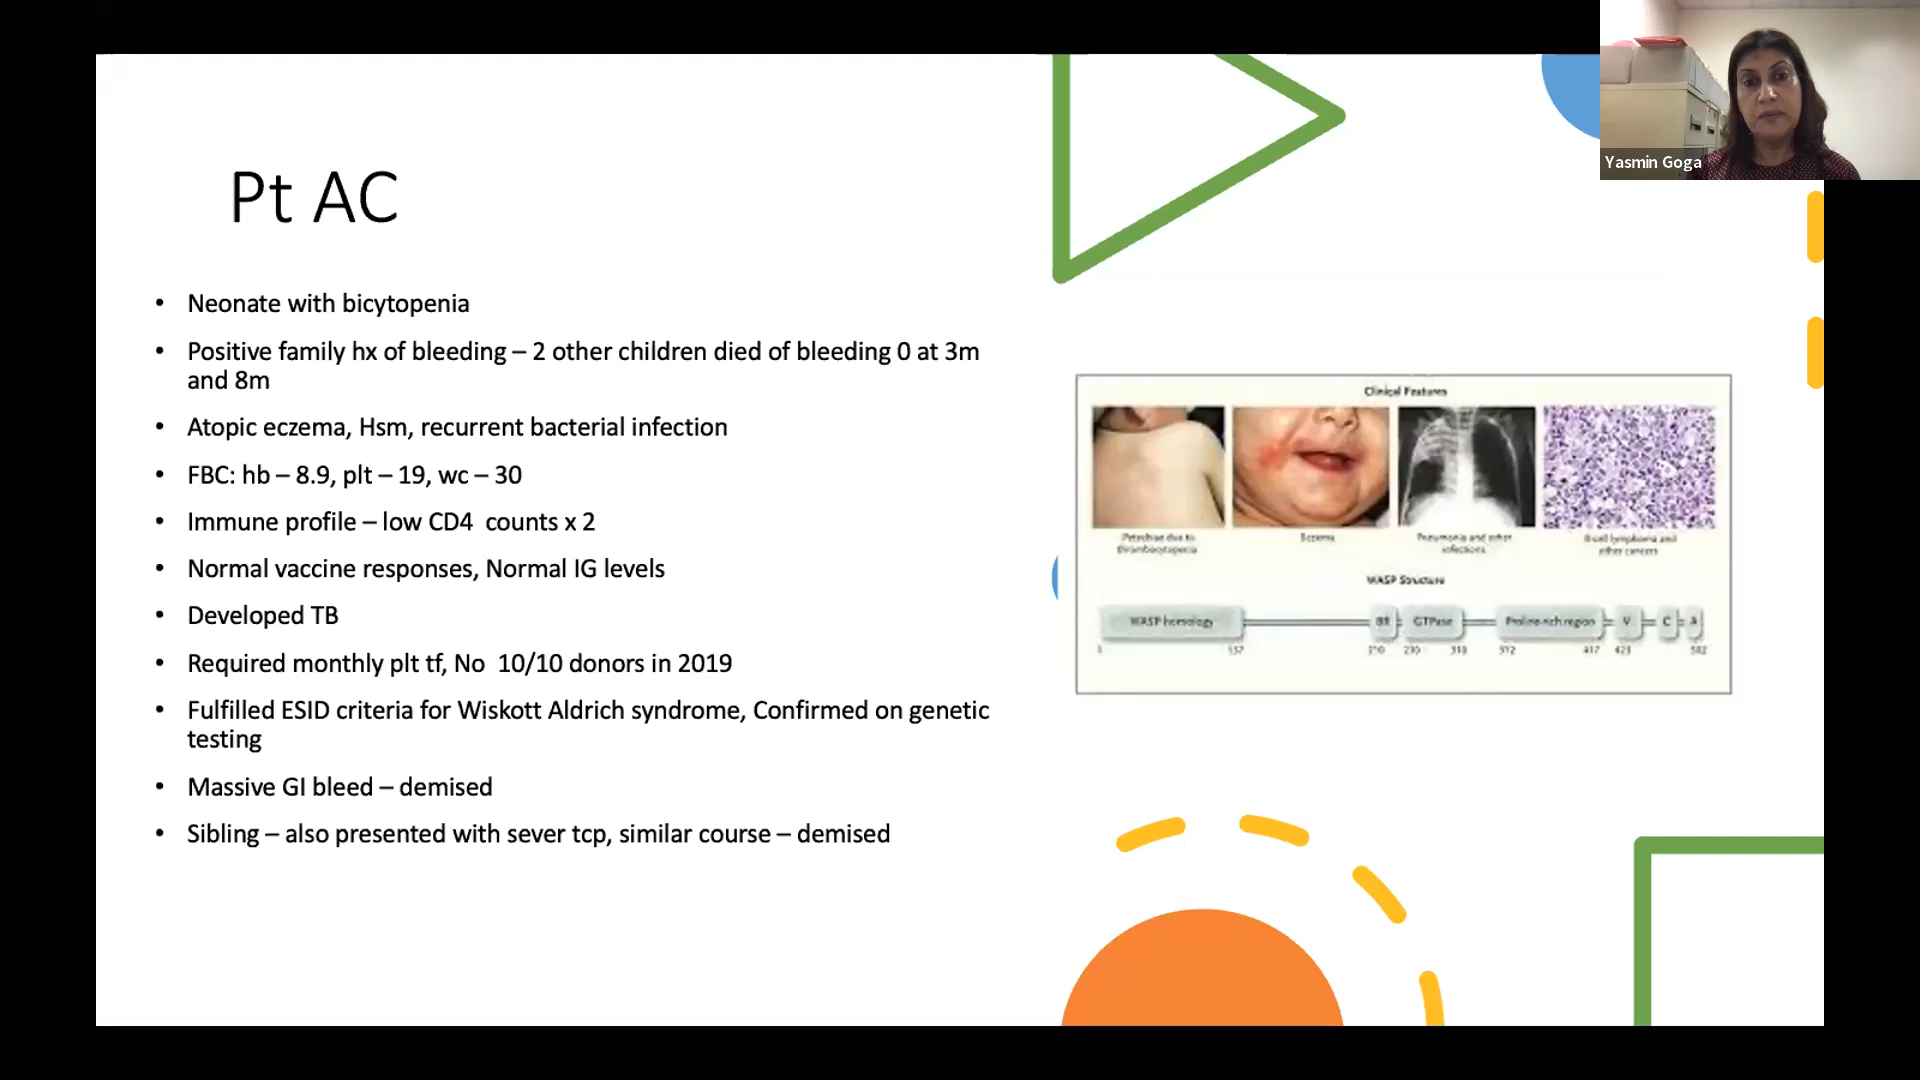 Yasmin Goga
Pt AC
• Neonate with bicytopenia
• Positive family hx of bleeding – 2 other children died of bleeding 0 at 3m
and 8m
• Atopic eczema, Hsm, recurrent bacterial infection
• FBC: hb – 8.9, plt – 19, wc – 30
• Immune profile – low CD4 counts x 2
• Normal vaccine responses, Normal IG levels
• Developed TB
• Required monthly plt tf, No 10/10 donors in 2019
• Fulfilled ESID criteria for Wiskott Aldrich syndrome, Confirmed on genetic
testing
• Massive GI bleed – demised
• Sibling – also presented with sever tcp, similar course – demised
Clinical Features
Petechiae due to
thrombocytopenia
Eczema
Pneumonia and other
infections
B-cell lymphoma and
other cancers
WASP Structure
WASP homology
BR
GTPase
Proline-rich region
V
C
A
137
310
417